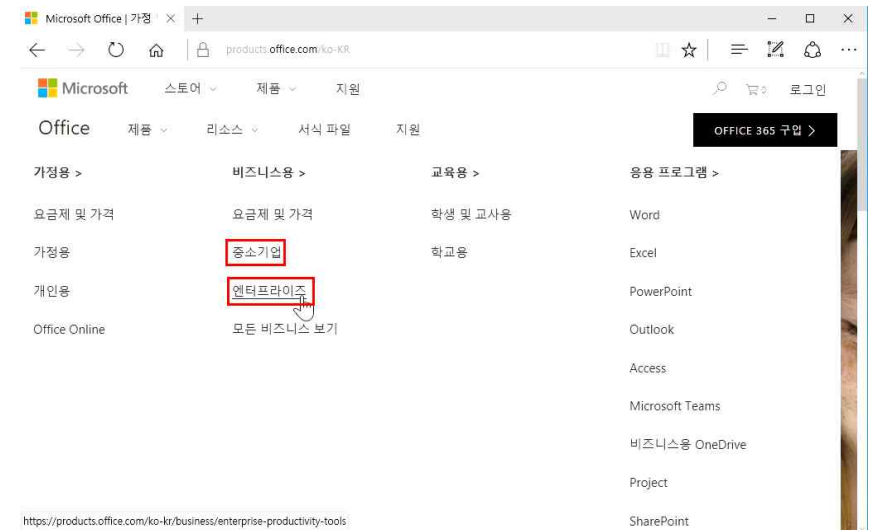 Microsoft Office | 가정
products.office.com/ko-KR
Microsoft 스토어 제품 지원 로그인
Office 제품 리소스 서식 파일 지원 OFFICE 365 구입 >
가정용 > 비즈니스용 > 교육용 > 응용 프로그램 >
요금제 및 가격 요금제 및 가격 학생 및 교사용 Word
가정용 중소기업 학교용 Excel
개인용 엔터프라이즈 PowerPoint
Office Online 모든 비즈니스 보기 Outlook
Access
Microsoft Teams
비즈니스용 OneDrive
Project
https://products.office.com/ko-kr/business/enterprise-productivity-tools SharePoint